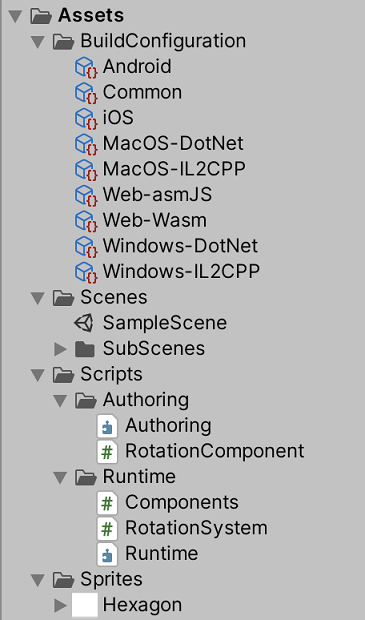 Assets
BuildConfiguration
Android
Common
iOS
MacOS-DotNet
MacOS-IL2CPP
Web-asmJS
Web-Wasm
Windows-DotNet
Windows-IL2CPP
Scenes
SampleScene
SubScenes
Scripts
Authoring
Authoring
RotationComponent
Runtime
Components
RotationSystem
Runtime
Sprites
Hexagon